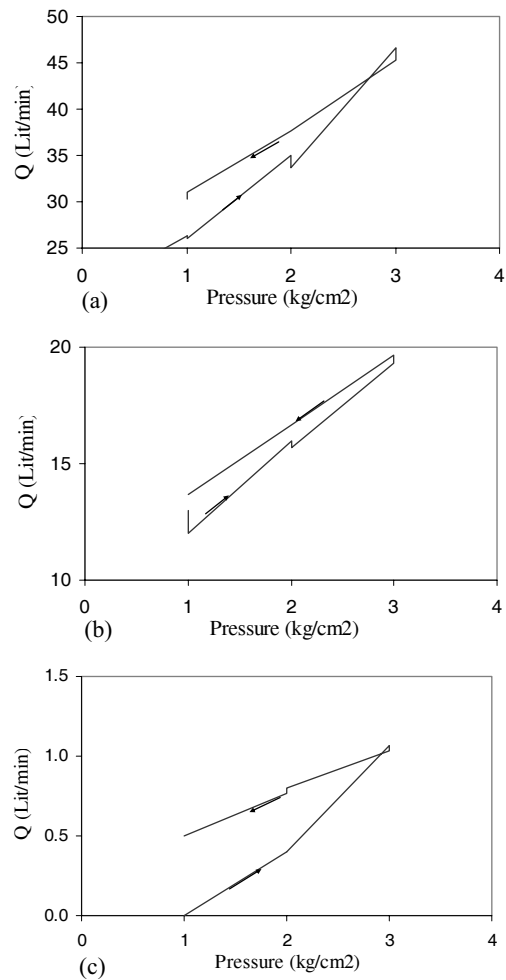 50
45
40
35
30
25
Q (Lit/min)
0 1 2 3 4
(a) Pressure (kg/cm2)
20
15
10
Q (Lit/min)
0 1 2 3 4
(b) Pressure (kg/cm2)
1.5
1.0
0.5
0.0
Q (Lit/min)
0 1 2 3 4
(c) Pressure (kg/cm2)